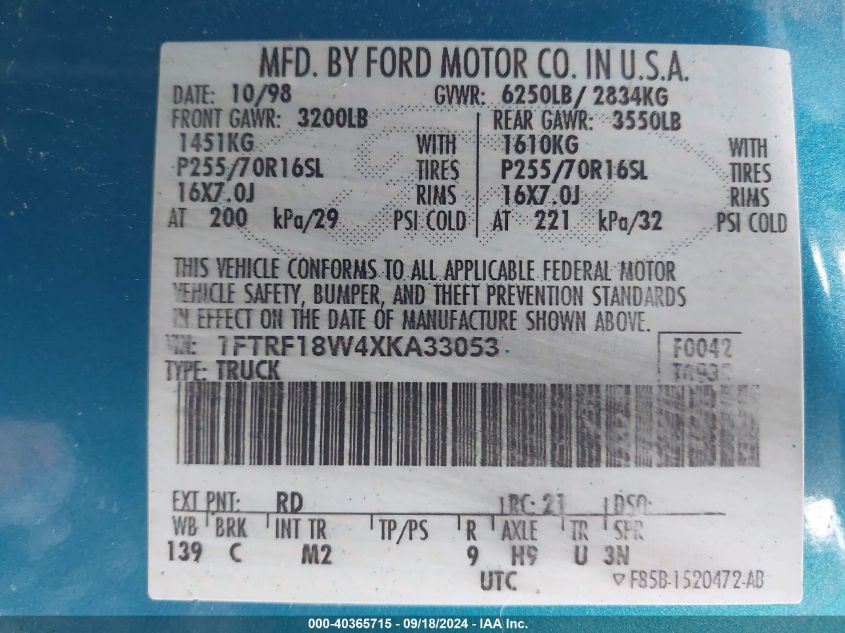 MFD. BY FORD MOTOR CO. IN U.S.A.
DATE: 10/98 GVWR: 6250LB/ 2834KG
FRONT GAWR: 3200LB REAR GAWR: 3550LB
1451KG WITH 1610KG WITH
P255/70R16SL TIRES P255/70R16SL TIRES
16X7.0J RIMS 16X7.0J RIMS
AT 200 kPa/29 PSI COLD AT 221 kPa/32 PSI COLD
THIS VEHICLE CONFORMS TO ALL APPLICABLE FEDERAL MOTOR
VEHICLE SAFETY, BUMPER, AND THEFT PREVENTION STANDARDS
IN EFFECT ON THE DATE OF MANUFACTURE SHOWN ABOVE.
VIN: 1FTRF18W4XKA33053 F0042
TYPE: TRUCK
EXT PNT: RD RC: 21 DSO:
WB BRK INT TR TP/PS R AXLE TR SPR
139 C M2 9 H9 U 3N
UTC ▽F85B-1520472-AB
000-40365715 - 09/18/2024 - IAA Inc.